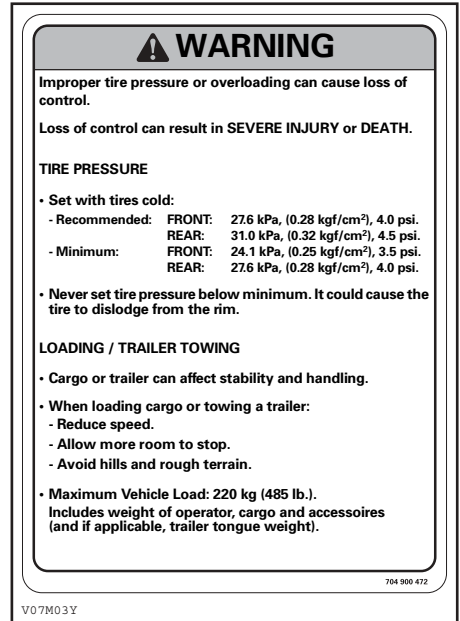 WARNING
Improper tire pressure or overloading can cause loss of
control.
Loss of control can result in SEVERE INJURY or DEATH.
TIRE PRESSURE
• Set with tires cold:
- Recommended: FRONT: 27.6 kPa, (0.28 kgf/cm²), 4.0 psi.
REAR: 31.0 kPa, (0.32 kgf/cm²), 4.5 psi.
- Minimum: FRONT: 24.1 kPa, (0.25 kgf/cm²), 3.5 psi.
REAR: 27.6 kPa, (0.28 kgf/cm²), 4.0 psi.
• Never set tire pressure below minimum. It could cause the
tire to dislodge from the rim.
LOADING / TRAILER TOWING
• Cargo or trailer can affect stability and handling.
• When loading cargo or towing a trailer:
- Reduce speed.
- Allow more room to stop.
- Avoid hills and rough terrain.
• Maximum Vehicle Load: 220 kg (485 lb.).
Includes weight of operator, cargo and accessoires
(and if applicable, trailer tongue weight).
704 900 472
V07M03Y